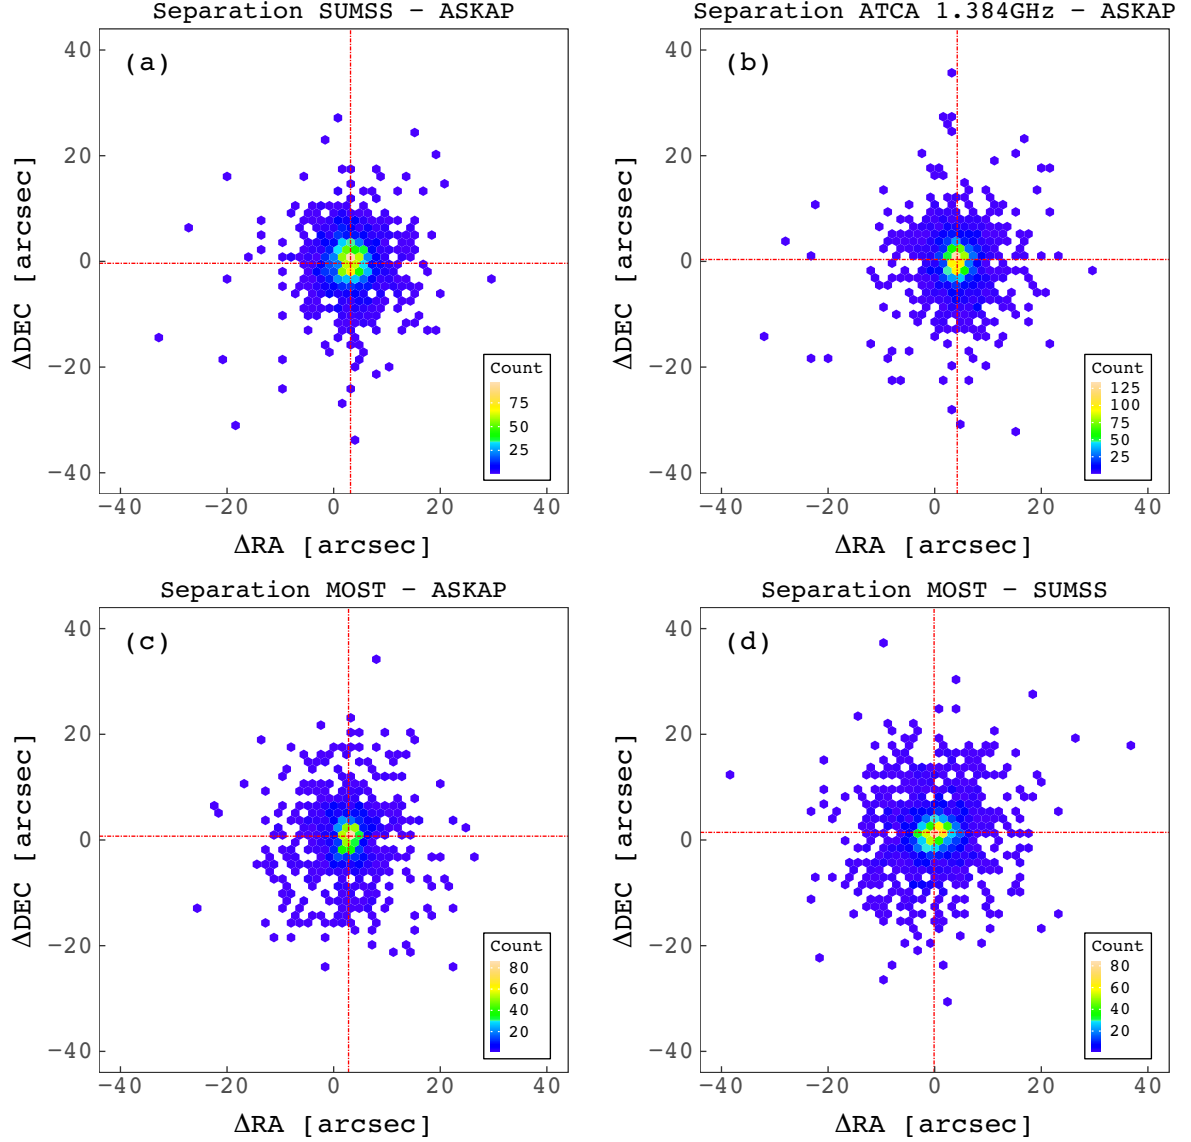 Separation SUMSS − ASKAP
(a)
40
20
0
−20
−40
ΔDEC [arcsec]
Count
75
50
25
−40 −20 0 20 40
ΔRA [arcsec]
Separation ATCA 1.384GHz − ASKAP
(b)
40
20
0
−20
−40
ΔDEC [arcsec]
Count
125
100
75
50
25
−40 −20 0 20 40
ΔRA [arcsec]
Separation MOST − ASKAP
(c)
40
20
0
−20
−40
ΔDEC [arcsec]
Count
80
60
40
20
−40 −20 0 20 40
ΔRA [arcsec]
Separation MOST − SUMSS
(d)
40
20
0
−20
−40
ΔDEC [arcsec]
Count
80
60
40
20
−40 −20 0 20 40
ΔRA [arcsec]